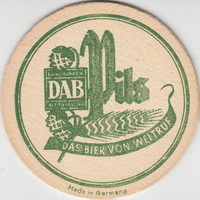 DAB
Pils
DAS BIER VON WELTRUF
Made in Germany